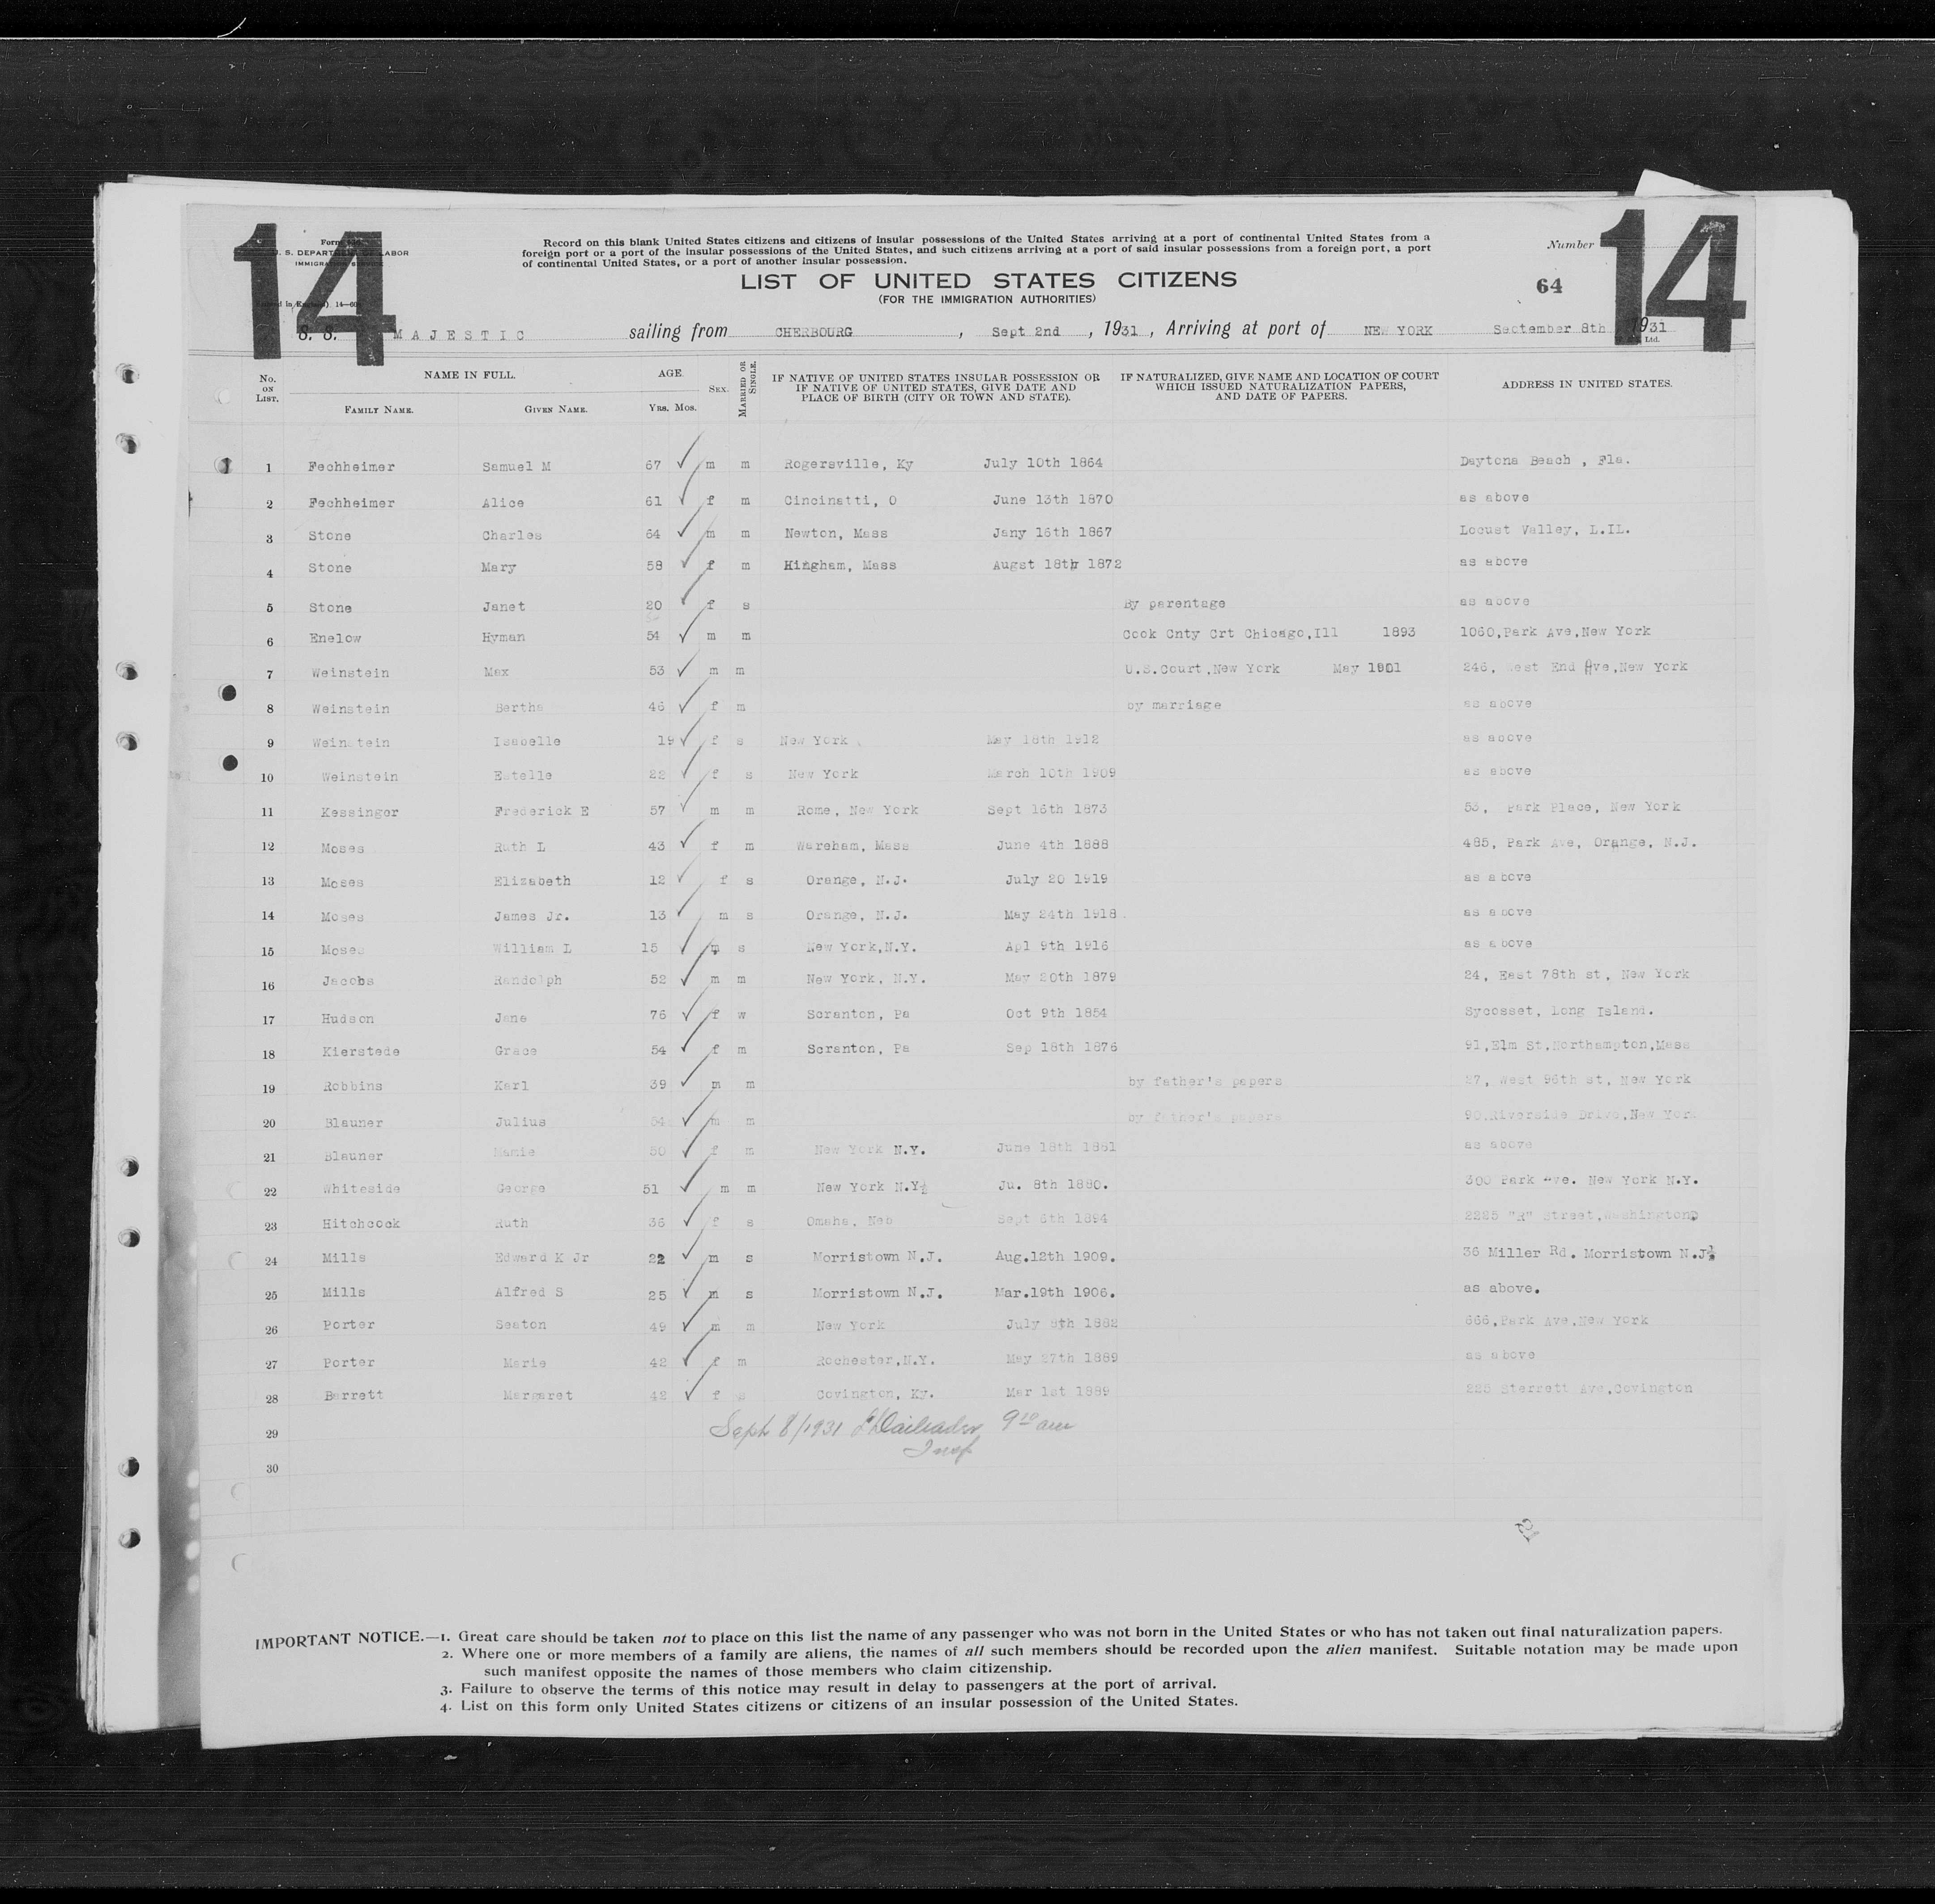 14
14
Form 630
U. S. DEPARTMENT OF LABOR
IMMIGRATION SERVICE
Record on this blank United States citizens and citizens of insular possessions of the United States arriving at a port of continental United States from a
foreign port or a port of the insular possessions of the United States, and such citizens arriving at a port of said insular possessions from a foreign port, a port
of continental United States, or a port of another insular possession.
Number
LIST OF UNITED STATES CITIZENS
(FOR THE IMMIGRATION AUTHORITIES)
64
S. S. MAJESTIC sailing from CHERBOURG , Sept 2nd , 1931 , Arriving at port of NEW YORK September 8th 1931
Ltd.
No. ON LIST. NAME IN FULL. AGE. SEX. MARRIED OR SINGLE. IF NATIVE OF UNITED STATES INSULAR POSSESSION OR IF NATIVE OF UNITED STATES, GIVE DATE AND PLACE OF BIRTH (CITY OR TOWN AND STATE). IF NATURALIZED, GIVE NAME AND LOCATION OF COURT WHICH ISSUED NATURALIZATION PAPERS, AND DATE OF PAPERS. ADDRESS IN UNITED STATES.
FAMILY NAME. GIVEN NAME. YRS. MOS.
1 Fechheimer Samuel M 67 m m Rogersville, Ky July 10th 1864 Daytona Beach , Fla.
2 Fechheimer Alice 61 f m Cincinatti, O June 13th 1870 as above
3 Stone Charles 64 m m Newton, Mass Jany 16th 1867 Locust Valley, L.IL.
4 Stone Mary 58 f m Hingham, Mass Augst 18th 1872 as above
5 Stone Janet 20 f s By parentage as above
6 Enelow Hyman 54 m m Cook Cnty Crt Chicago,Ill 1893 1060,Park Ave,New York
7 Weinstein Max 53 m m U.S.Court,New York May 1901 246, West End Ave,New York
8 Weinstein Bertha 46 f m by marriage as above
9 Weinstein Isabelle 19 f s New York May 18th 1912 as above
10 Weinstein Estelle 22 f s New York March 10th 1909 as above
11 Kessinger Frederick E 57 m m Rome, New York Sept 16th 1873 53, Park Place, New York
12 Moses Ruth L 43 f m Wareham, Mass June 4th 1888 485, Park Ave, Orange, N.J.
13 Moses Elizabeth 12 f s Orange, N.J. July 20 1919 as above
14 Moses James Jr. 13 m s Orange, N.J. May 24th 1918 as above
15 Moses William L 15 m s New York,N.Y. Apl 9th 1916 as above
16 Jacobs Randolph 52 m m New York, N.Y. May 20th 1879 24, East 78th st, New York
17 Hudson Jane 76 f w Scranton, Pa Oct 9th 1854 Sycosset, Long Island.
18 Kierstede Grace 54 f m Scranton, Pa Sep 18th 1876 91,Elm St.Northampton,Mass
19 Robbins Karl 39 m m by father's papers 27, West 96th st, New York
20 Blauner Julius 54 m m by father's papers 90,Riverside Drive,New York
21 Blauner Mamie 50 f m New York N.Y. June 18th 1881 as above
22 Whiteside George 51 m m New York N.Y. Ju. 8th 1880. 300 Park Ave. New York N.Y.
23 Hitchcock Ruth 36 f s Omaha, Neb Sept 6th 1894 2225 "R" Street,Washington
24 Mills Edward K Jr 22 m s Morristown N.J. Aug.12th 1909. 36 Miller Rd. Morristown N.J.
25 Mills Alfred S 25 m s Morristown N.J. Mar.19th 1906. as above.
26 Porter Seaton 49 m m New York July 8th 1882 666,Park Ave,New York
27 Porter Marie 42 f m Rochester,N.Y. May 27th 1889 as above
28 Barrett Margaret 42 f s Covington, Ky. Mar 1st 1889 225 Sterrett Ave,Covington
29 Sept 8/1931 9 10 am
Insp
30
IMPORTANT NOTICE.—1. Great care should be taken not to place on this list the name of any passenger who was not born in the United States or who has not taken out final naturalization papers.
2. Where one or more members of a family are aliens, the names of all such members should be recorded upon the alien manifest. Suitable notation may be made upon
such manifest opposite the names of those members who claim citizenship.
3. Failure to observe the terms of this notice may result in delay to passengers at the port of arrival.
4. List on this form only United States citizens or citizens of an insular possession of the United States.